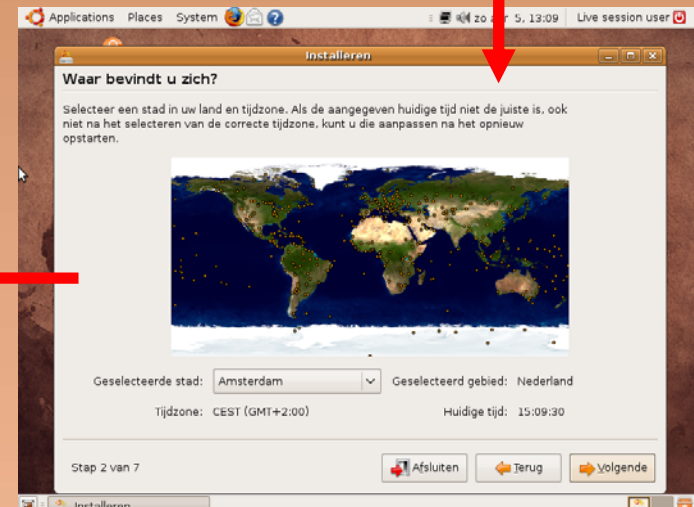 Applications Places System zo 5, 13:09 Live session user
Installeren
Waar bevindt u zich?
Selecteer een stad in uw land en tijdzone. Als de aangegeven huidige tijd niet de juiste is, ook
niet na het selecteren van de correcte tijdzone, kunt u die aanpassen na het opnieuw
opstarten.
Geselecteerde stad: Amsterdam Geselecteerd gebied: Nederland
Tijdzone: CEST (GMT+2:00) Huidige tijd: 15:09:30
Stap 2 van 7 Afsluiten Terug Volgende
Installeren